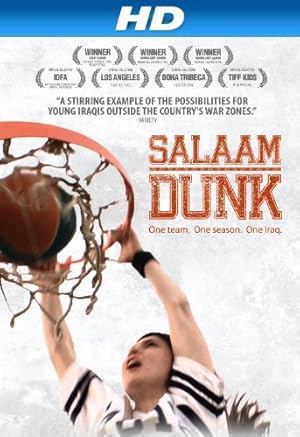 HD
WINNER
WINNER
WINNER
IDFA
LOS ANGELES
DOHA TRIBECA
TIFF KIDS
"A STIRRING EXAMPLE OF THE POSSIBILITIES FOR
YOUNG IRAQIS OUTSIDE THE COUNTRY'S WAR ZONES."
VARIETY
SALAAM
DUNK
One team. One season. One Iraq.